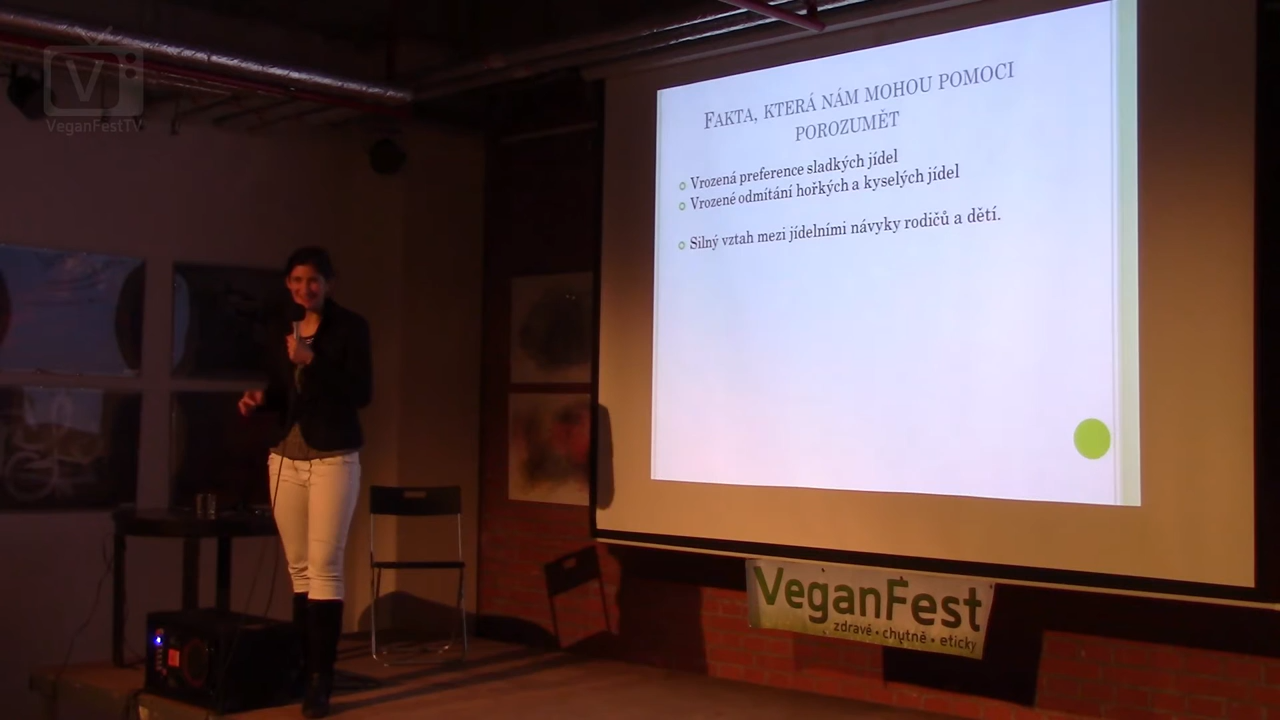 V
VeganFestTV
FAKTA, KTERÁ NÁM MOHOU POMOCI
POROZUMĚT
Vrozená preference sladkých jídel
Vrozené odmítání hořkých a kyselých jídel
Silný vztah mezi jídelními návyky rodičů a dětí.
VeganFest
zdravě • chutně • eticky